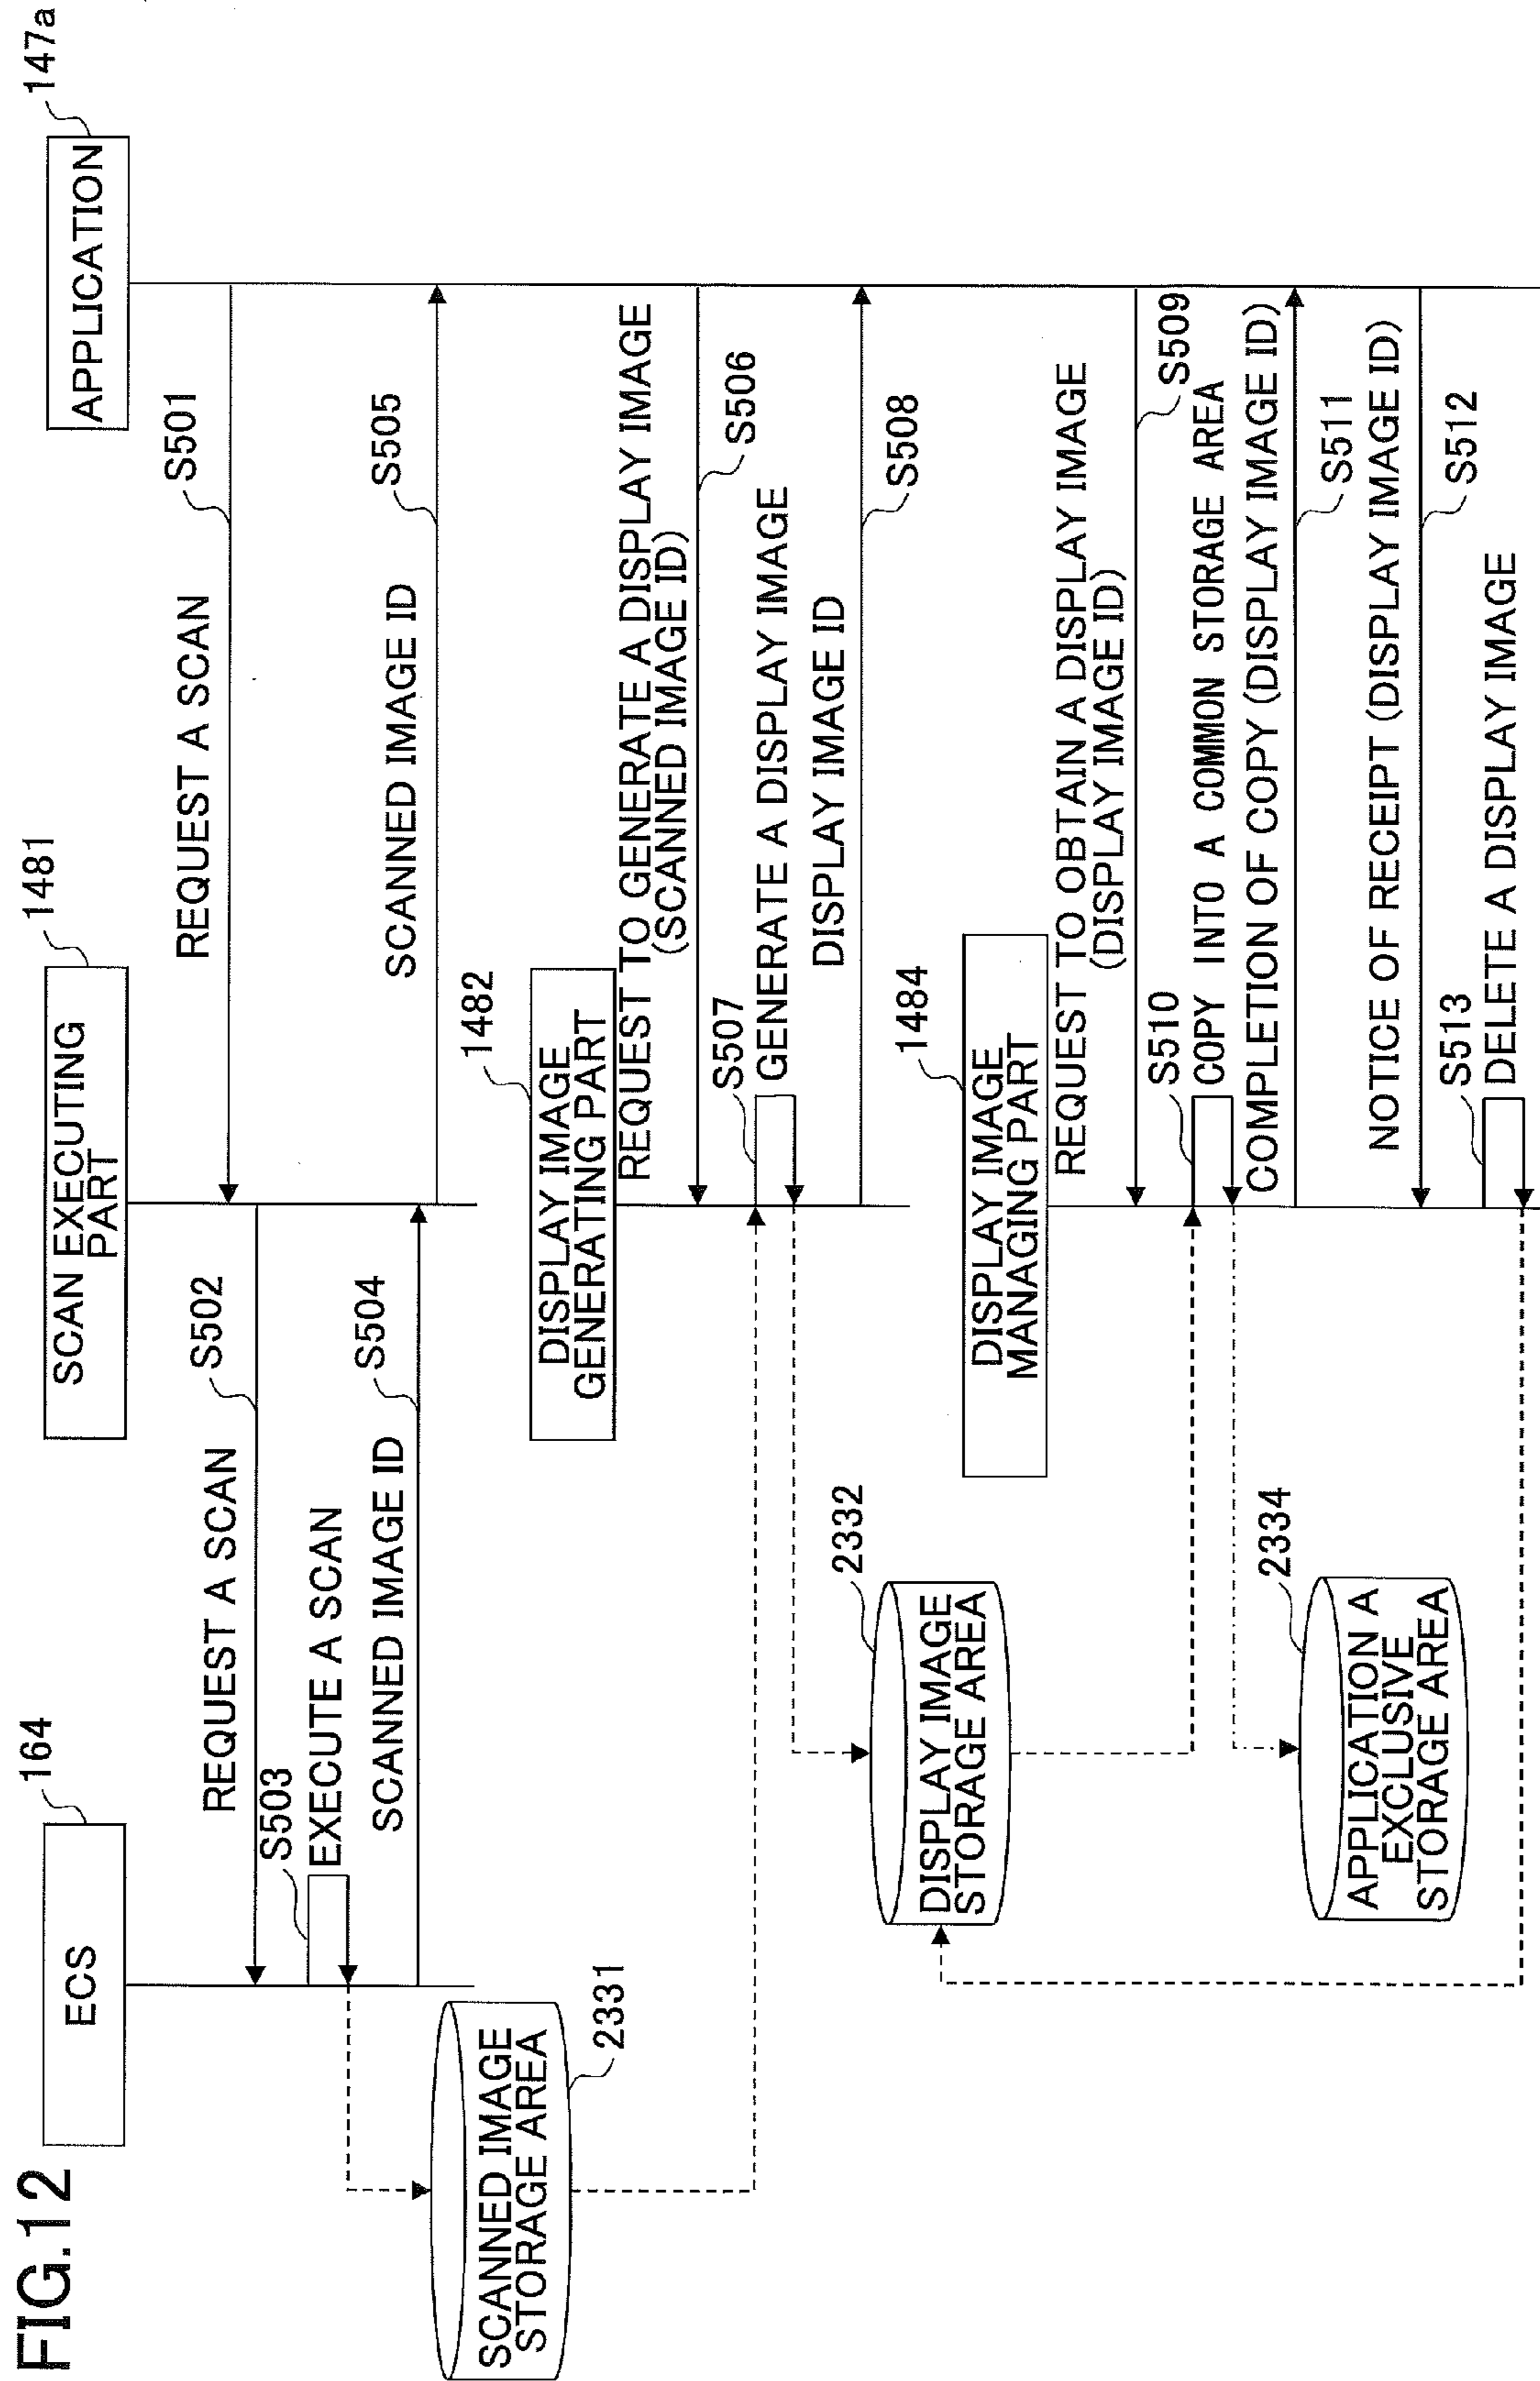 FIG.12
ECS
164
SCAN EXECUTING
PART
1481
APPLICATION
147a
REQUEST A SCAN
S501
REQUEST A SCAN
S502
S503
EXECUTE A SCAN
SCANNED IMAGE ID
S504
SCANNED IMAGE ID
S505
SCANNED IMAGE
STORAGE AREA
2331
DISPLAY IMAGE
GENERATING PART
1482
REQUEST TO GENERATE A DISPLAY IMAGE
(SCANNED IMAGE ID)
S506
S507
GENERATE A DISPLAY IMAGE
DISPLAY IMAGE ID
S508
DISPLAY IMAGE
STORAGE AREA
2332
DISPLAY IMAGE
MANAGING PART
1484
REQUEST TO OBTAIN A DISPLAY IMAGE
(DISPLAY IMAGE ID)
S509
S510
COPY INTO A COMMON STORAGE AREA
COMPLETION OF COPY (DISPLAY IMAGE ID)
S511
APPLICATION A
EXCLUSIVE
STORAGE AREA
2334
NOTICE OF RECEIPT (DISPLAY IMAGE ID)
S512
S513
DELETE A DISPLAY IMAGE